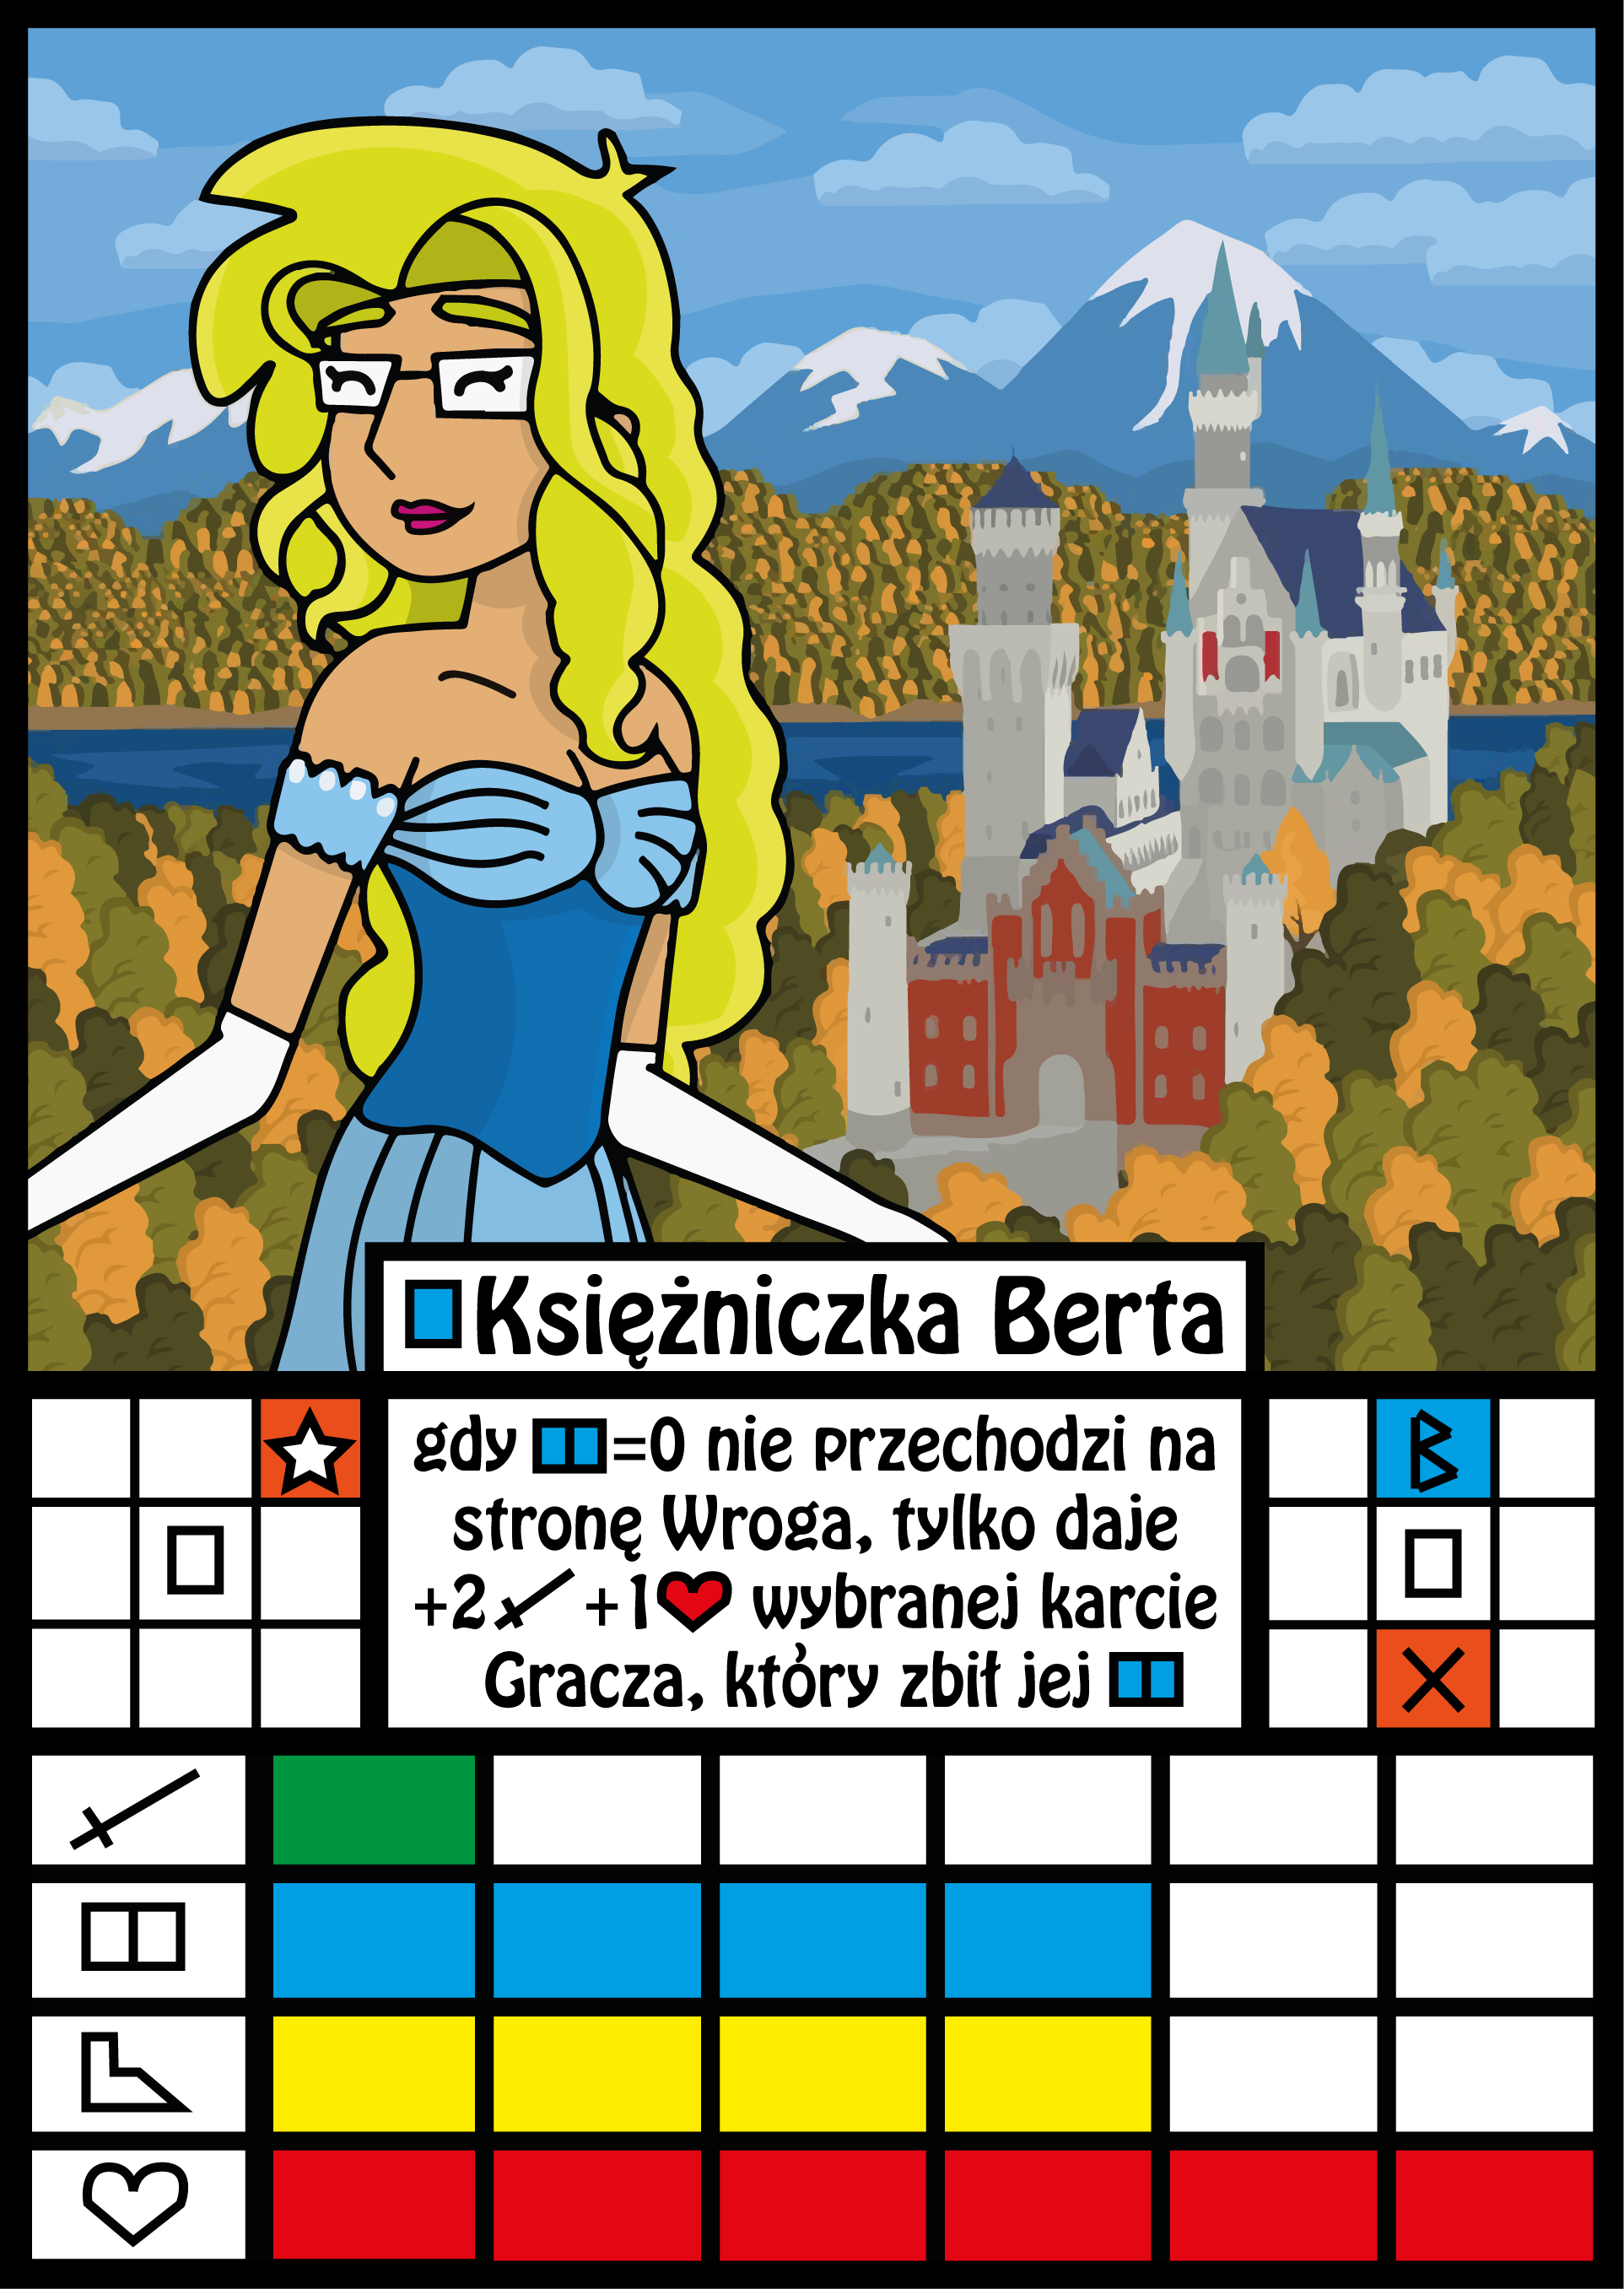 Księżniczka Berta
gdy =0 nie przechodzi na
stronę Wroga, tylko daje
+2 +1 wybranej karcie
Gracza, który zbił jej
B